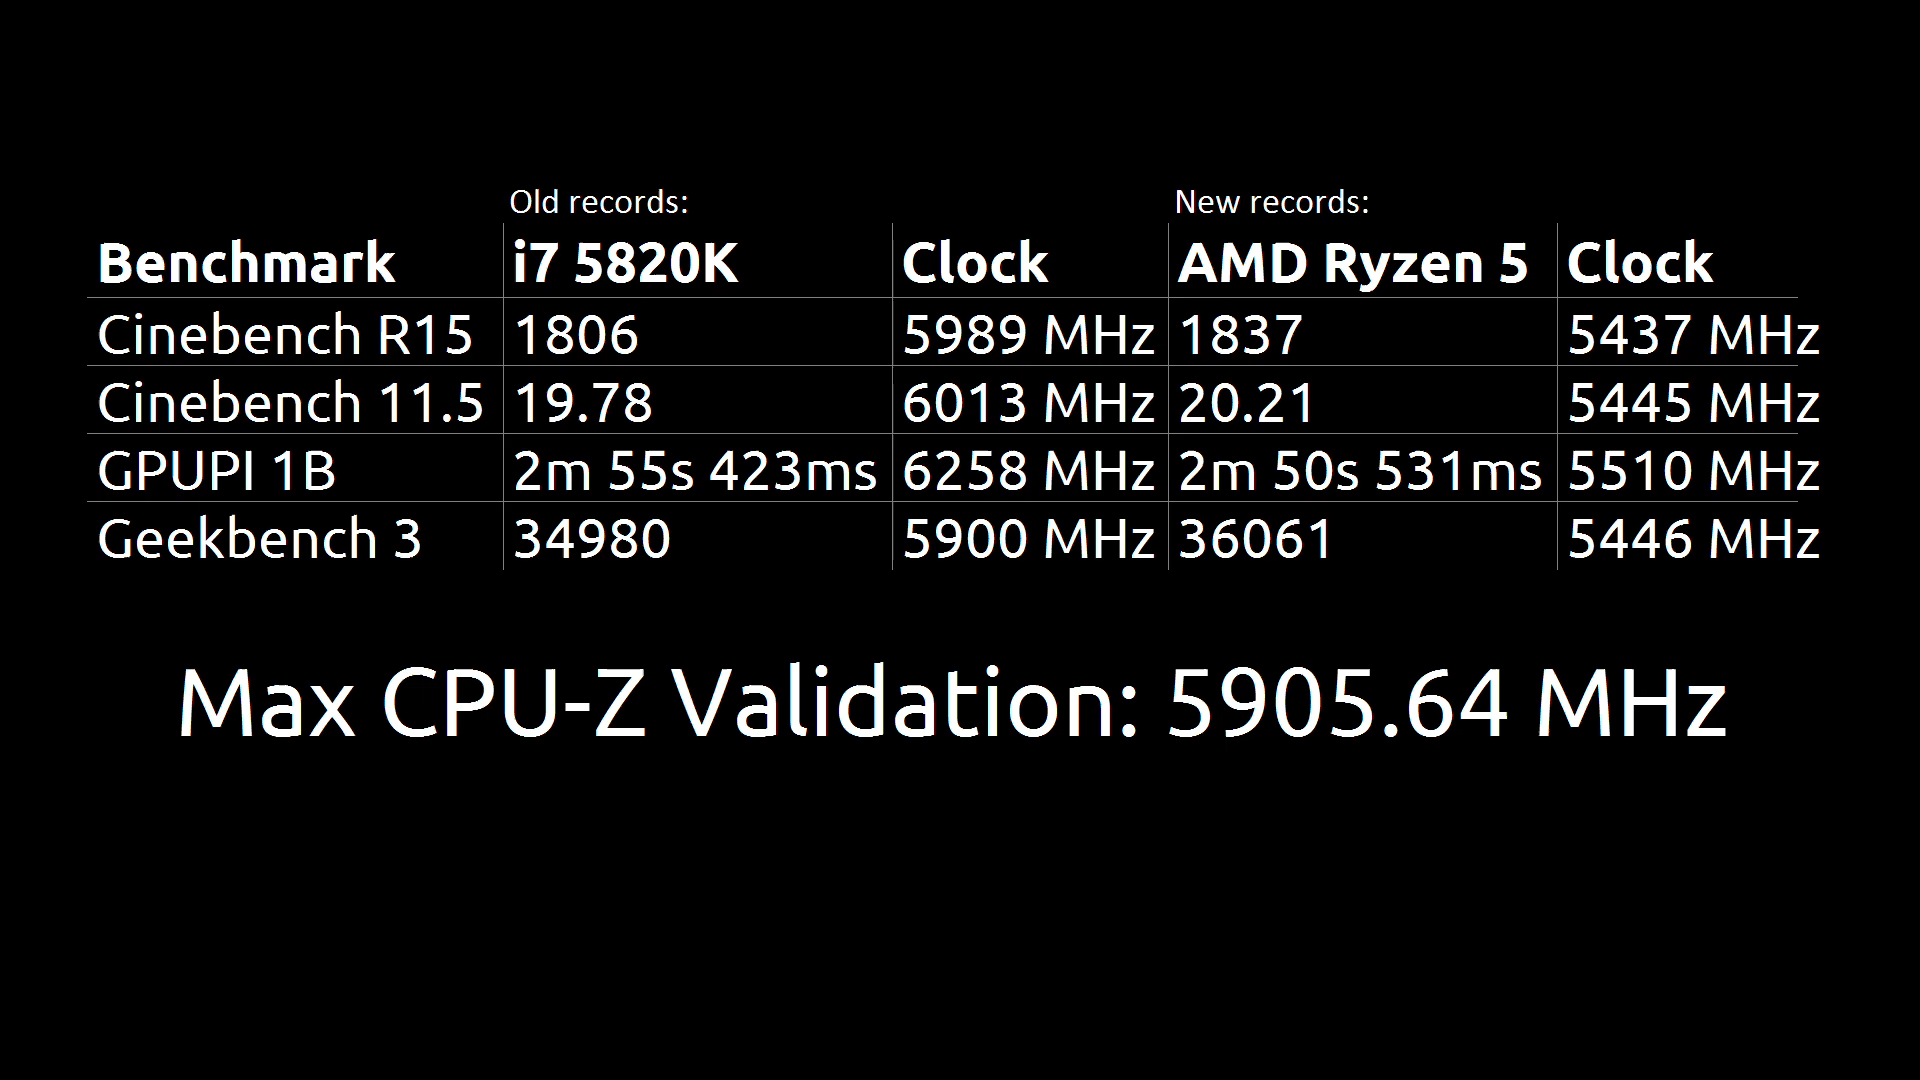 Old records: New records:
Benchmark i7 5820K Clock AMD Ryzen 5 Clock
Cinebench R15 1806 5989 MHz 1837 5437 MHz
Cinebench 11.5 19.78 6013 MHz 20.21 5445 MHz
GPUPI 1B 2m 55s 423ms 6258 MHz 2m 50s 531ms 5510 MHz
Geekbench 3 34980 5900 MHz 36061 5446 MHz
Max CPU-Z Validation: 5905.64 MHz